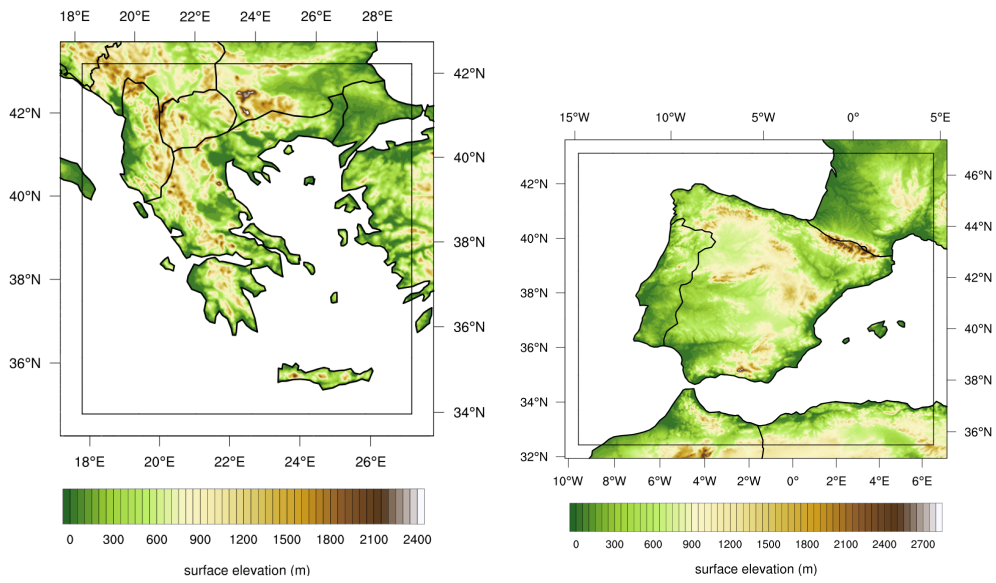 18°E 20°E 22°E 24°E 26°E 28°E
42°N
42°N
40°N
40°N
38°N
38°N
36°N
36°N
34°N
18°E 20°E 22°E 24°E 26°E
0 300 600 900 1200 1500 1800 2100 2400
surface elevation (m)
15°W 10°W 5°W 0° 5°E
46°N
42°N
44°N
40°N
42°N
38°N
40°N
36°N
38°N
34°N
36°N
32°N
10°W 8°W 6°W 4°W 2°W 0° 2°E 4°E 6°E
0 300 600 900 1200 1500 1800 2100 2400 2700
surface elevation (m)